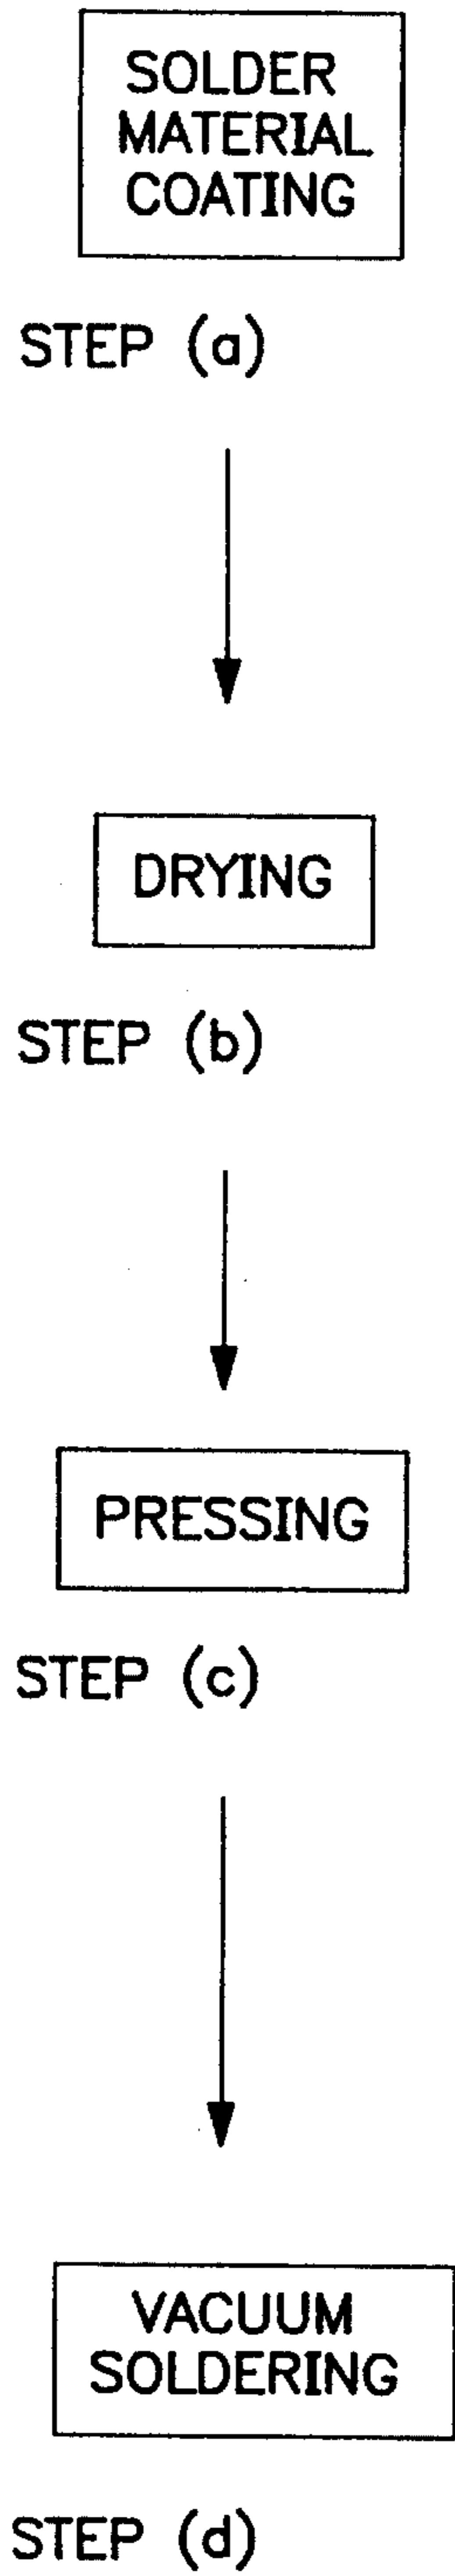 SOLDER
MATERIAL
COATING
STEP (a)
DRYING
STEP (b)
PRESSING
STEP (c)
VACUUM
SOLDERING
STEP (d)